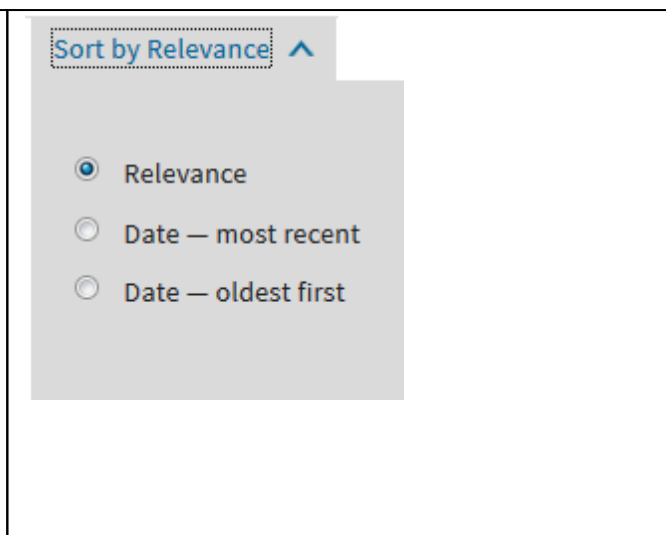 Sort by Relevance
Relevance
Date — most recent
Date — oldest first